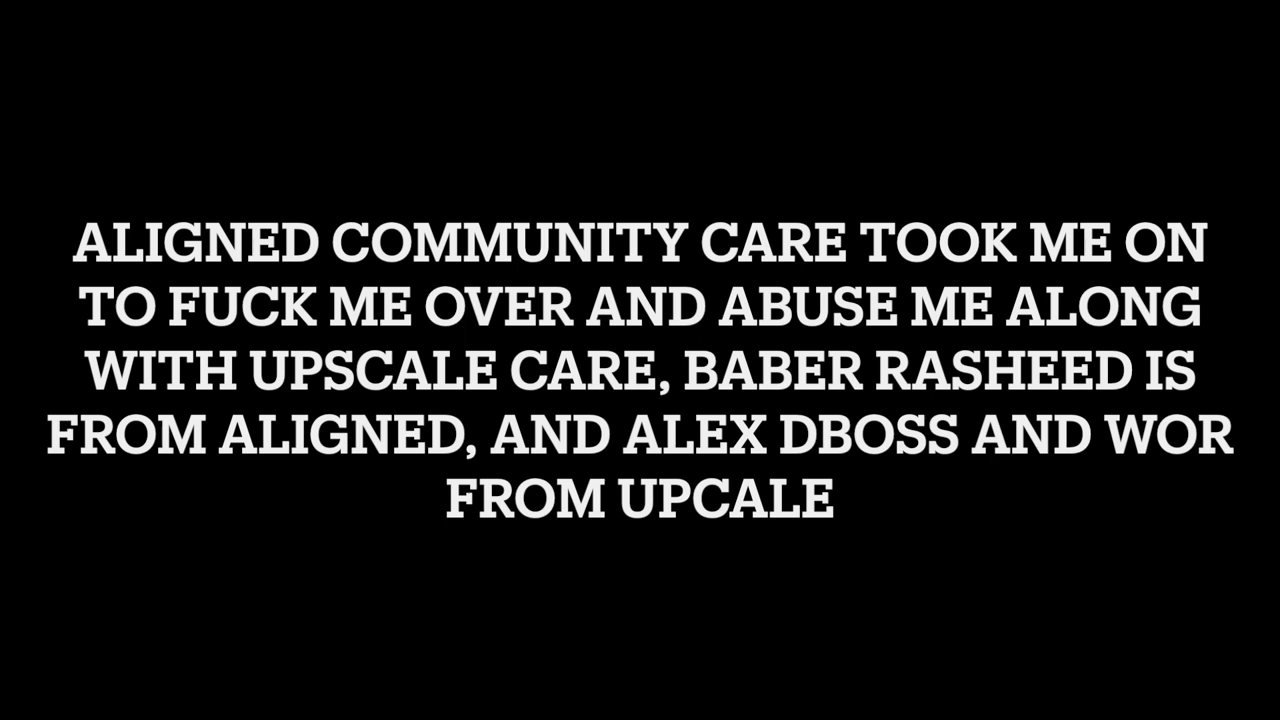 ALIGNED COMMUNITY CARE TOOK ME ON
TO FUCK ME OVER AND ABUSE ME ALONG
WITH UPSCALE CARE, BABER RASHEED IS
FROM ALIGNED, AND ALEX DBOSS AND WOR
FROM UPCALE